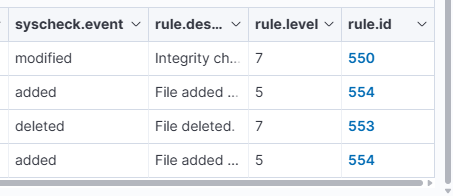 syscheck.event rule.des... rule.level rule.id
modified Integrity ch... 7 550
added File added ... 5 554
deleted File deleted. 7 553
added File added ... 5 554